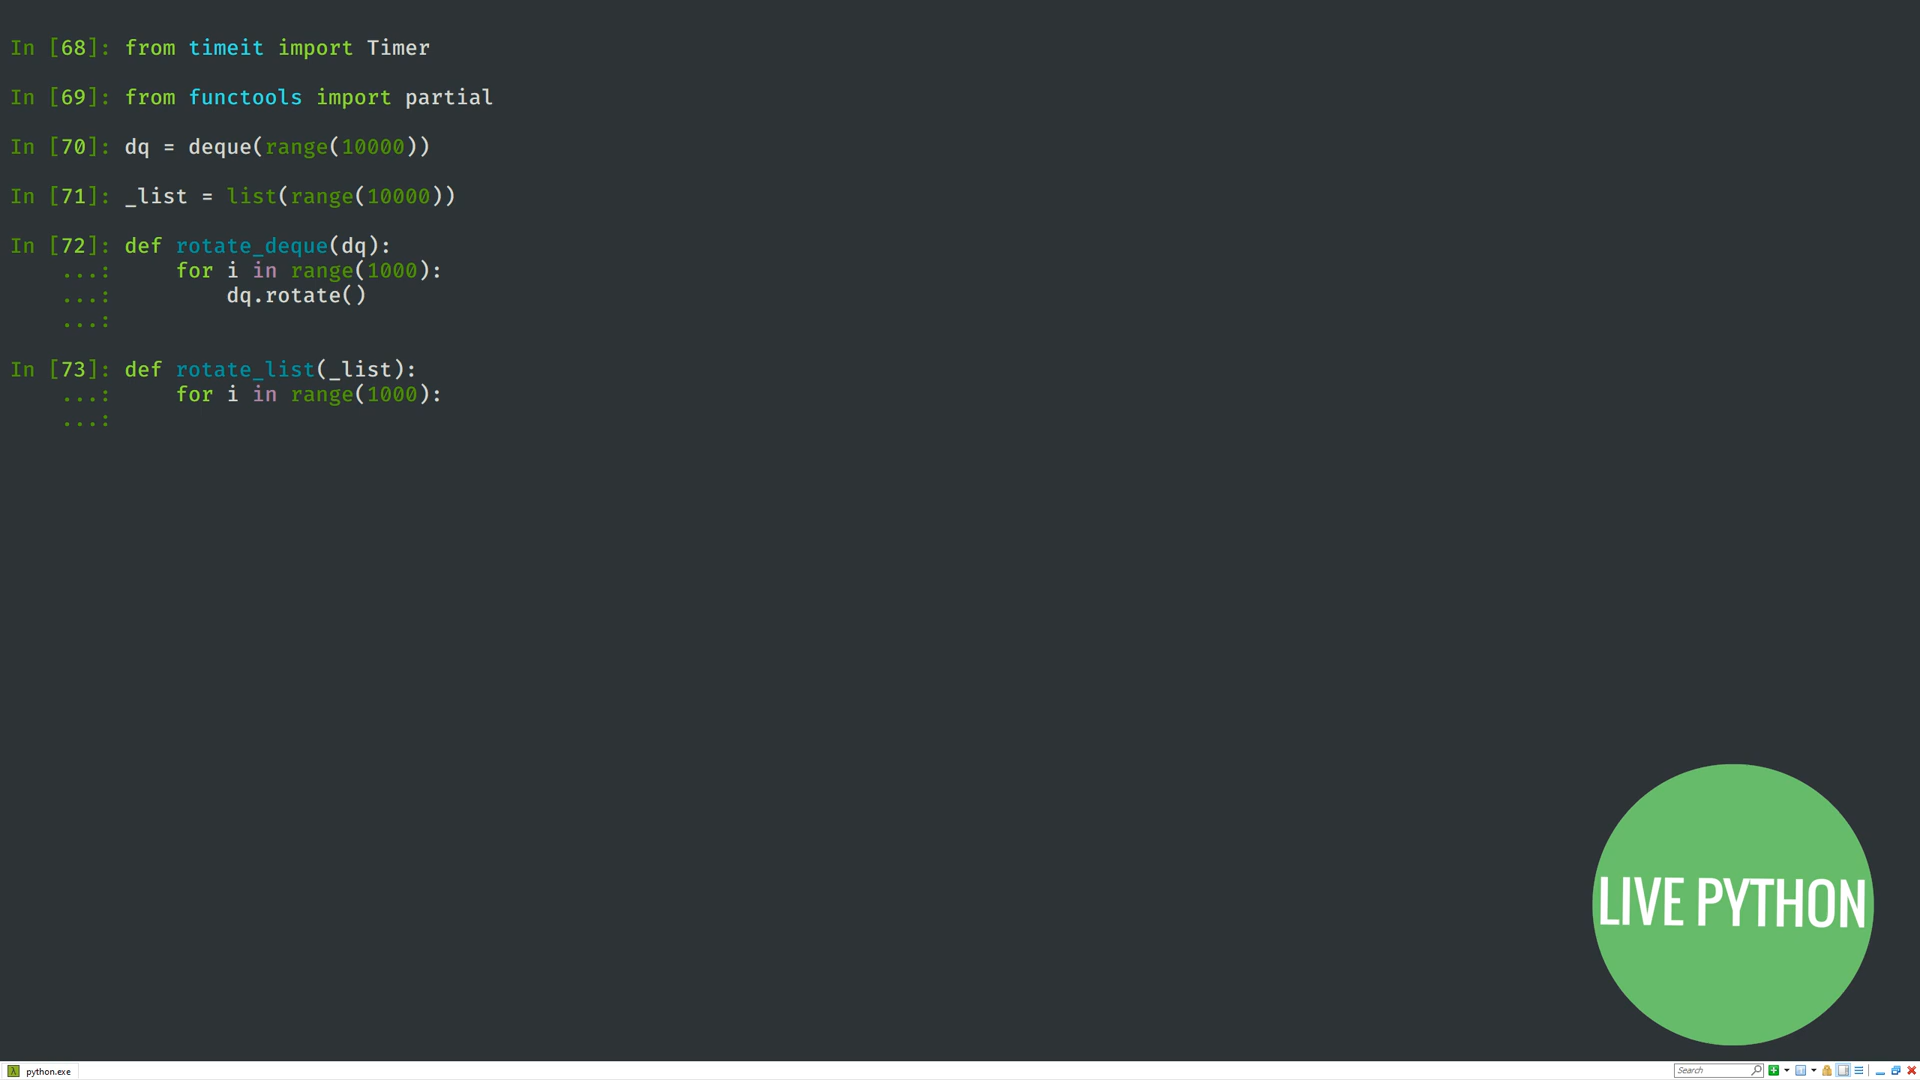 In [68]: from timeit import Timer
In [69]: from functools import partial
In [70]: dq = deque(range(10000))
In [71]: _list = list(range(10000))
In [72]: def rotate_deque(dq):
...:     for i in range(1000):
...:         dq.rotate()
...:
In [73]: def rotate_list(_list):
...:     for i in range(1000):
...:
LIVE PYTHON
python.exe
Search